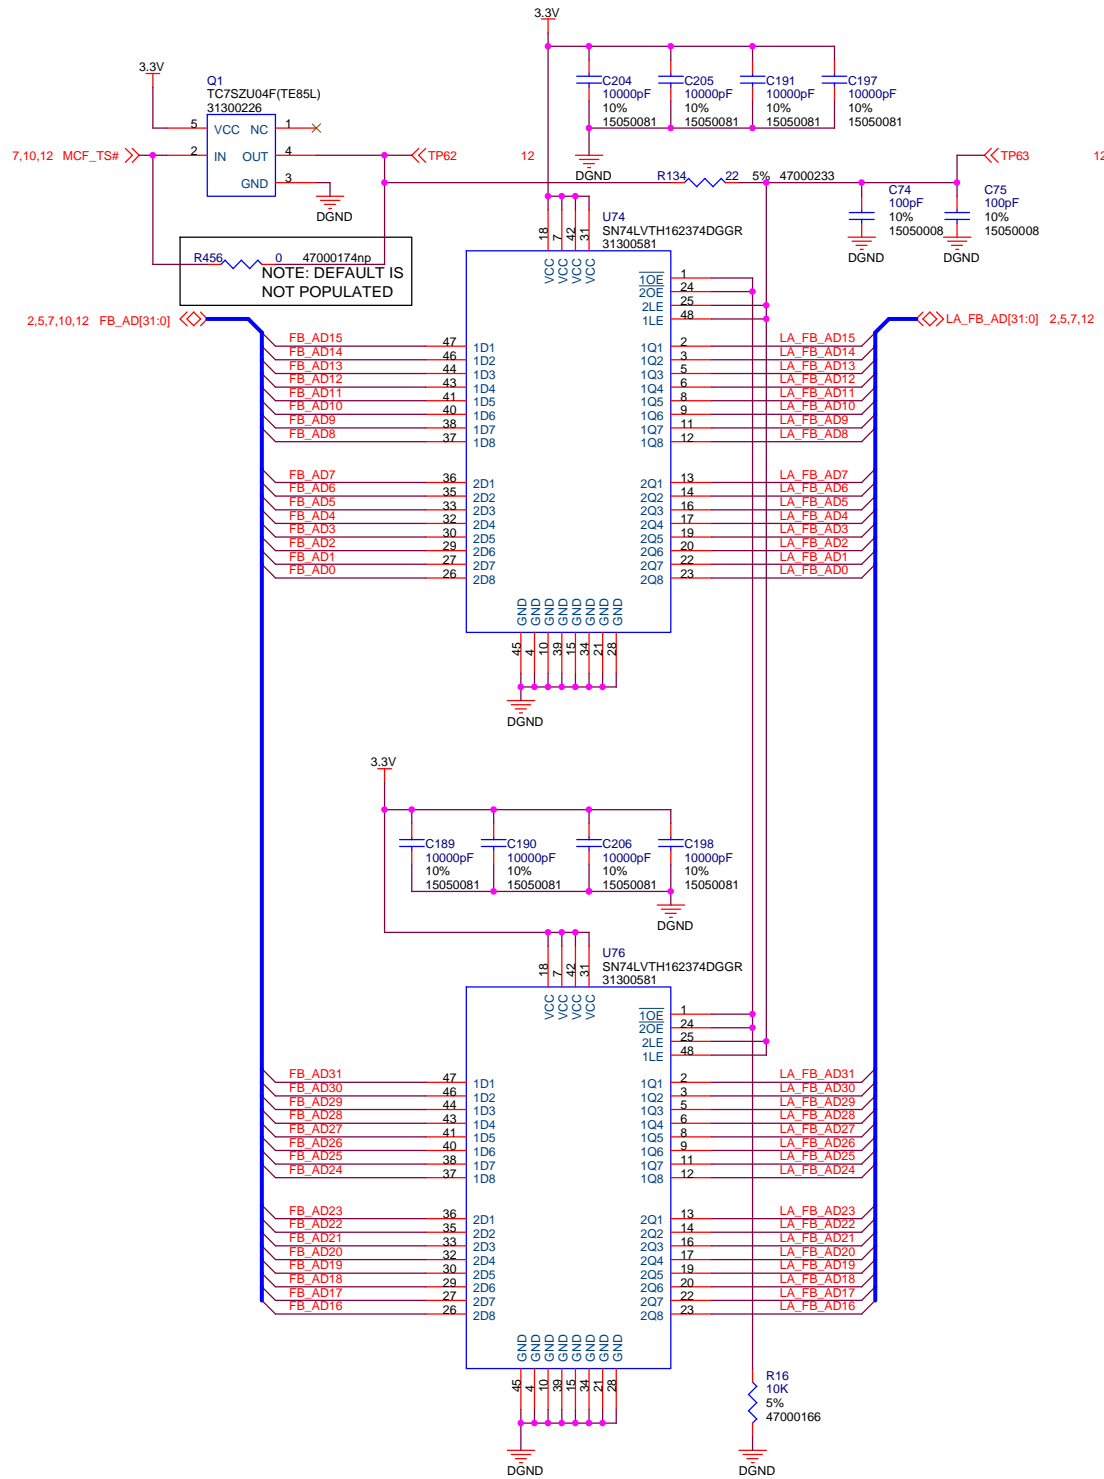 3.3V
3.3V
Q1
TC7SZU04F(TE85L)
31300226
5 VCC NC 1
7,10,12 MCF_TS# 2 IN OUT 4 TP62 12
GND 3
DGND
C204
10000pF
10%
15050081
C205
10000pF
10%
15050081
C191
10000pF
10%
15050081
C197
10000pF
10%
15050081
DGND
TP63 12
R134 22 5% 47000233
C74
100pF
10%
15050008
DGND
C75
100pF
10%
15050008
DGND
R456 0 47000174np
NOTE: DEFAULT IS
NOT POPULATED
U74
SN74LVTH162374DGGR
31300581
18 7 42 31
VCC VCC VCC VCC
1OE 1
2OE 24
2LE 25
1LE 48
2,5,7,10,12 FB_AD[31:0]
LA_FB_AD[31:0] 2,5,7,12
FB_AD15 47 1D1 1Q1 2 LA_FB_AD15
FB_AD14 46 1D2 1Q2 3 LA_FB_AD14
FB_AD13 44 1D3 1Q3 5 LA_FB_AD13
FB_AD12 43 1D4 1Q4 6 LA_FB_AD12
FB_AD11 41 1D5 1Q5 8 LA_FB_AD11
FB_AD10 40 1D6 1Q6 9 LA_FB_AD10
FB_AD9 38 1D7 1Q7 11 LA_FB_AD9
FB_AD8 37 1D8 1Q8 12 LA_FB_AD8
FB_AD7 36 2D1 2Q1 13 LA_FB_AD7
FB_AD6 35 2D2 2Q2 14 LA_FB_AD6
FB_AD5 33 2D3 2Q3 16 LA_FB_AD5
FB_AD4 32 2D4 2Q4 17 LA_FB_AD4
FB_AD3 30 2D5 2Q5 19 LA_FB_AD3
FB_AD2 29 2D6 2Q6 20 LA_FB_AD2
FB_AD1 27 2D7 2Q7 22 LA_FB_AD1
FB_AD0 26 2D8 2Q8 23 LA_FB_AD0
GND GND GND GND GND GND GND GND
45 4 10 39 15 34 21 28
DGND
3.3V
C189
10000pF
10%
15050081
C190
10000pF
10%
15050081
C206
10000pF
10%
15050081
C198
10000pF
10%
15050081
DGND
U76
SN74LVTH162374DGGR
31300581
18 7 42 31
VCC VCC VCC VCC
1OE 1
2OE 24
2LE 25
1LE 48
FB_AD31 47 1D1 1Q1 2 LA_FB_AD31
FB_AD30 46 1D2 1Q2 3 LA_FB_AD30
FB_AD29 44 1D3 1Q3 5 LA_FB_AD29
FB_AD28 43 1D4 1Q4 6 LA_FB_AD28
FB_AD27 41 1D5 1Q5 8 LA_FB_AD27
FB_AD26 40 1D6 1Q6 9 LA_FB_AD26
FB_AD25 38 1D7 1Q7 11 LA_FB_AD25
FB_AD24 37 1D8 1Q8 12 LA_FB_AD24
FB_AD23 36 2D1 2Q1 13 LA_FB_AD23
FB_AD22 35 2D2 2Q2 14 LA_FB_AD22
FB_AD21 33 2D3 2Q3 16 LA_FB_AD21
FB_AD20 32 2D4 2Q4 17 LA_FB_AD20
FB_AD19 30 2D5 2Q5 19 LA_FB_AD19
FB_AD18 29 2D6 2Q6 20 LA_FB_AD18
FB_AD17 27 2D7 2Q7 22 LA_FB_AD17
FB_AD16 26 2D8 2Q8 23 LA_FB_AD16
GND GND GND GND GND GND GND GND
45 4 10 39 15 34 21 28
DGND
R16
10K
5%
47000166
DGND